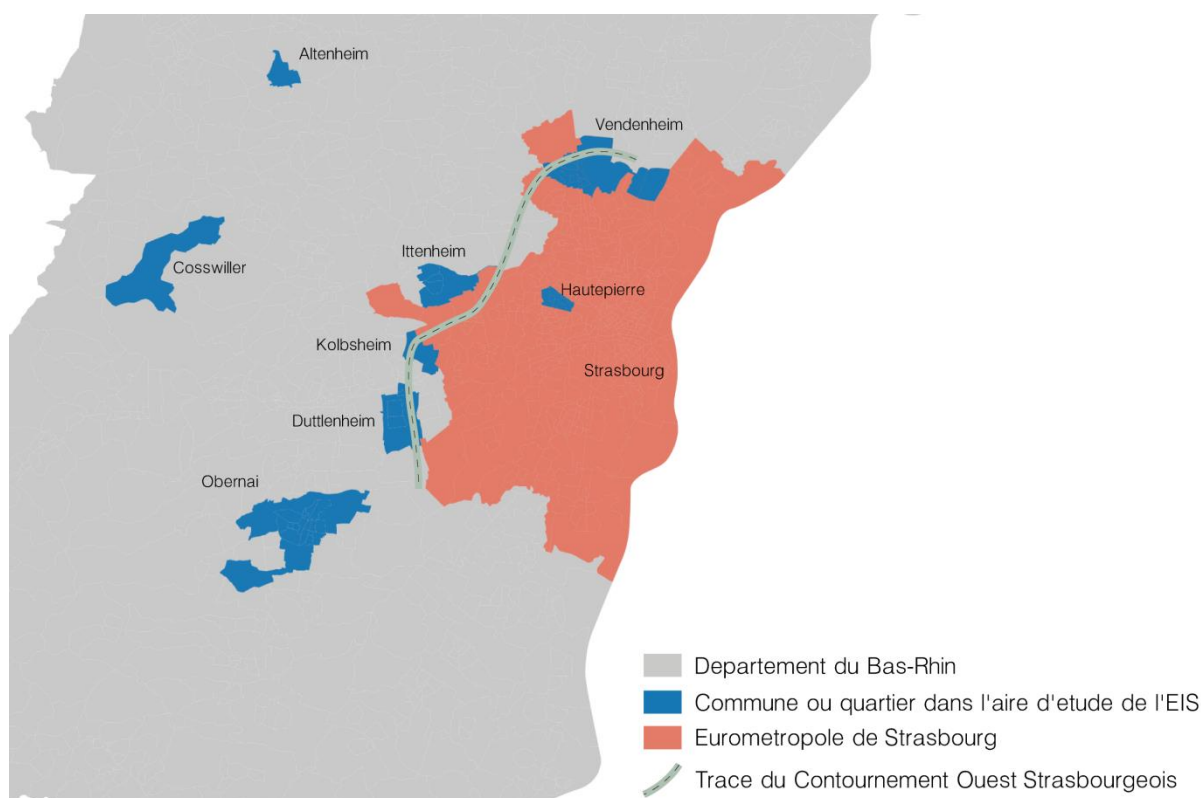 Altenheim
Vendenheim
Ittenheim
Cosswiller
Hautepierre
Kolbsheim
Strasbourg
Duttlenheim
Obernai
Departement du Bas-Rhin
Commune ou quartier dans l'aire d'etude de l'EIS
Eurometropole de Strasbourg
Trace du Contournement Ouest Strasbourgeois